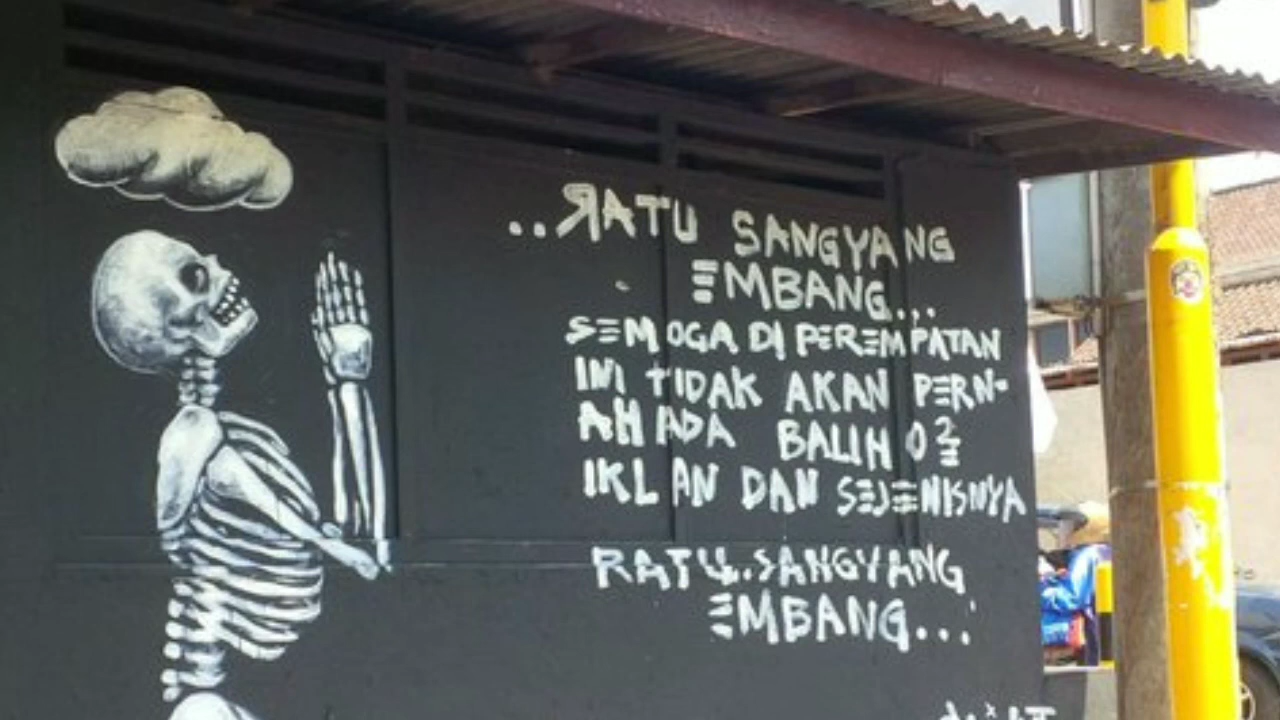 ..RATU SANGYANG
EMBANG...
SEMOGA DI PEREMPATAN
INI TIDAK AKAN PERN-
AH ADA BALIHO2
IKLAN DAN SEJENISNYA
RATU..SANGYANG
EMBANG...